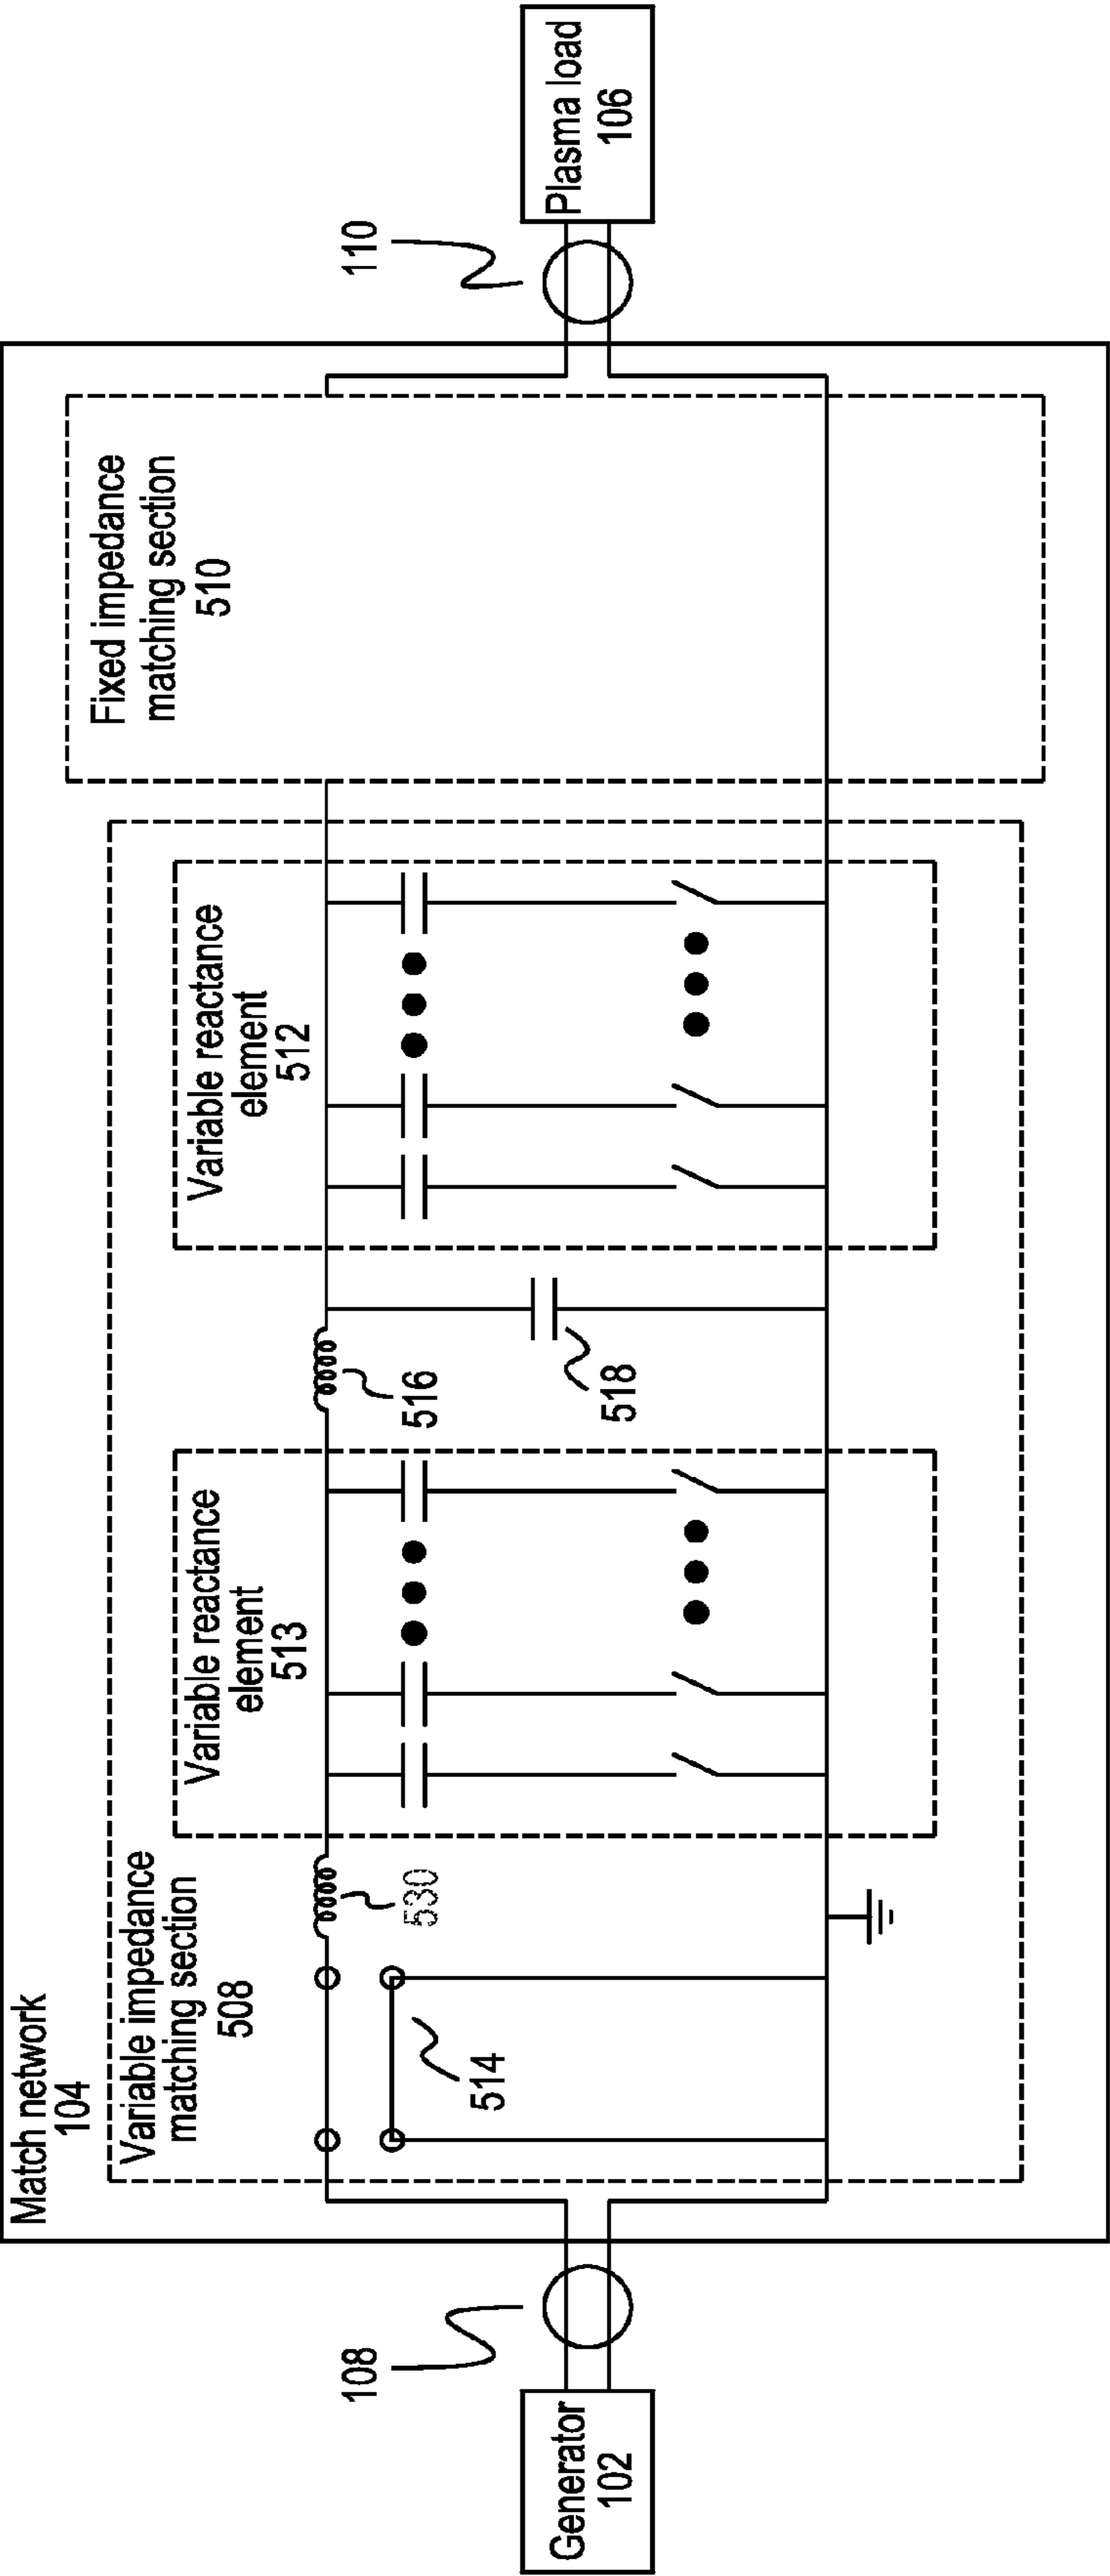 Match network
104
Variable impedance
matching section
508
Variable reactance
element
513
Variable reactance
element
512
Fixed impedance
matching section
510
530
516
518
514
108
110
Generator
102
Plasma load
106